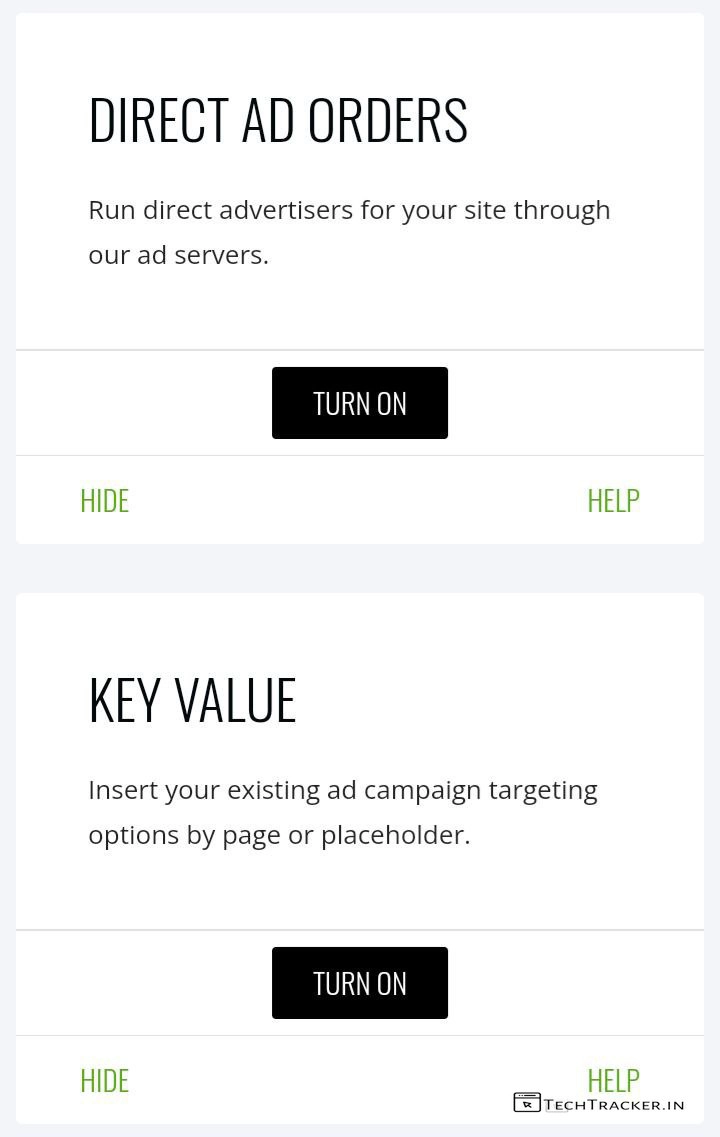 DIRECT AD ORDERS
Run direct advertisers for your site through
our ad servers.
TURN ON
HIDE HELP
KEY VALUE
Insert your existing ad campaign targeting
options by page or placeholder.
TURN ON
HIDE HELP
TECHTRACKER.IN